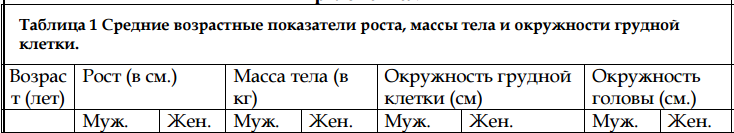 Таблица 1 Средние возрастные показатели роста, массы тела и окружности грудной
клетки.
Возрас Рост (в см.) Масса тела (в Окружность грудной Окружность
т (лет) кг) клетки (см) головы (см.)
Муж. Жен. Муж. Жен. Муж. Жен. Муж. Жен.